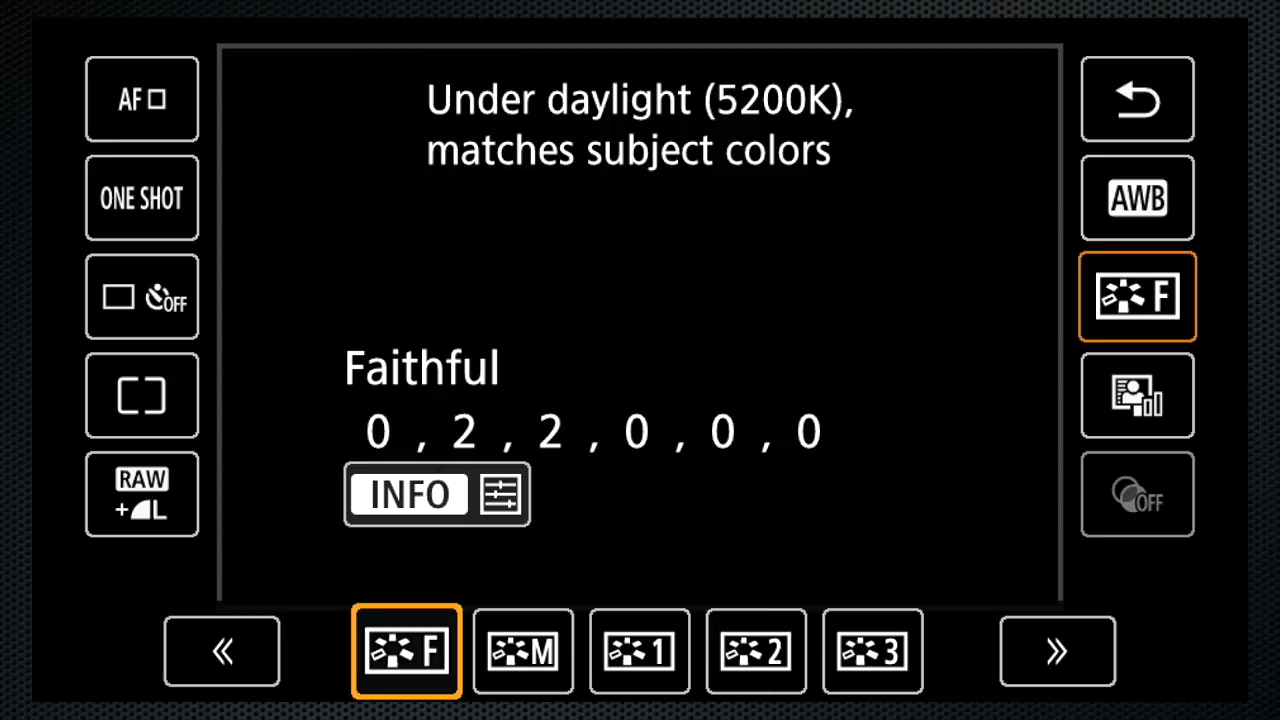 AF
ONE SHOT
OFF
RAW
+L
Under daylight (5200K),
matches subject colors
Faithful
0 , 2 , 2 , 0 , 0 , 0
INFO
AWB
F
OFF
«
F
M
1
2
3
»